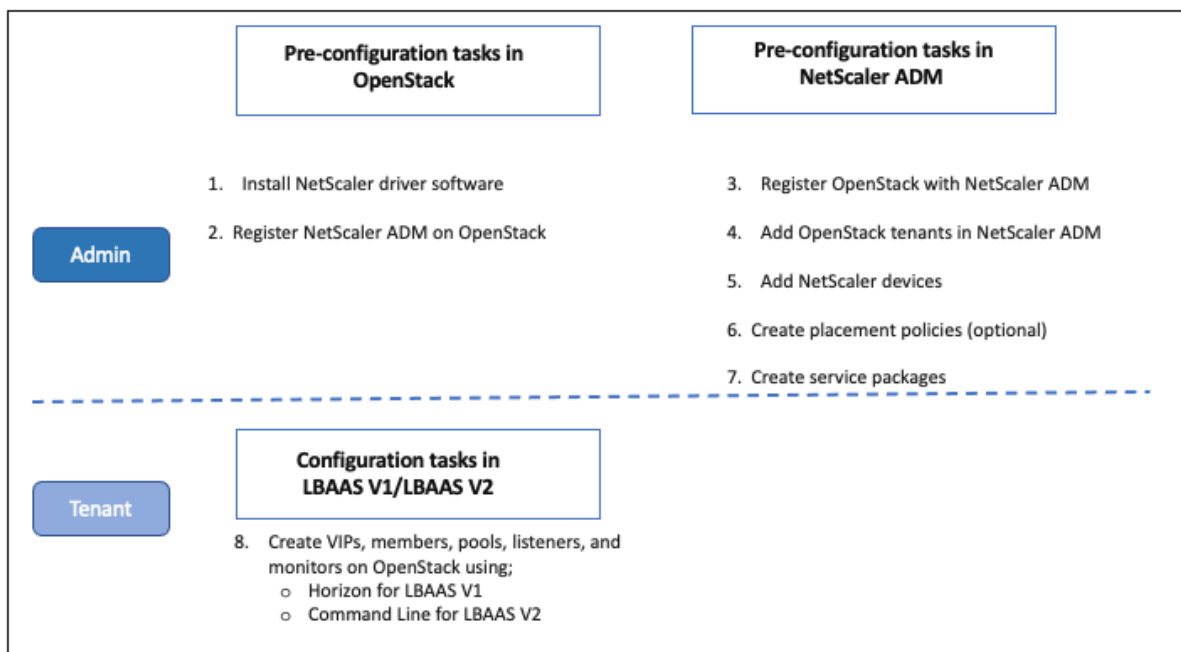 Pre-configuration tasks in
OpenStack
Pre-configuration tasks in
NetScaler ADM
Admin
1. Install NetScaler driver software
2. Register NetScaler ADM on OpenStack
3. Register OpenStack with NetScaler ADM
4. Add OpenStack tenants in NetScaler ADM
5. Add NetScaler devices
6. Create placement policies (optional)
7. Create service packages
Tenant
Configuration tasks in
LBAAS V1/LBAAS V2
8. Create VIPs, members, pools, listeners, and
monitors on OpenStack using;
o Horizon for LBAAS V1
o Command Line for LBAAS V2